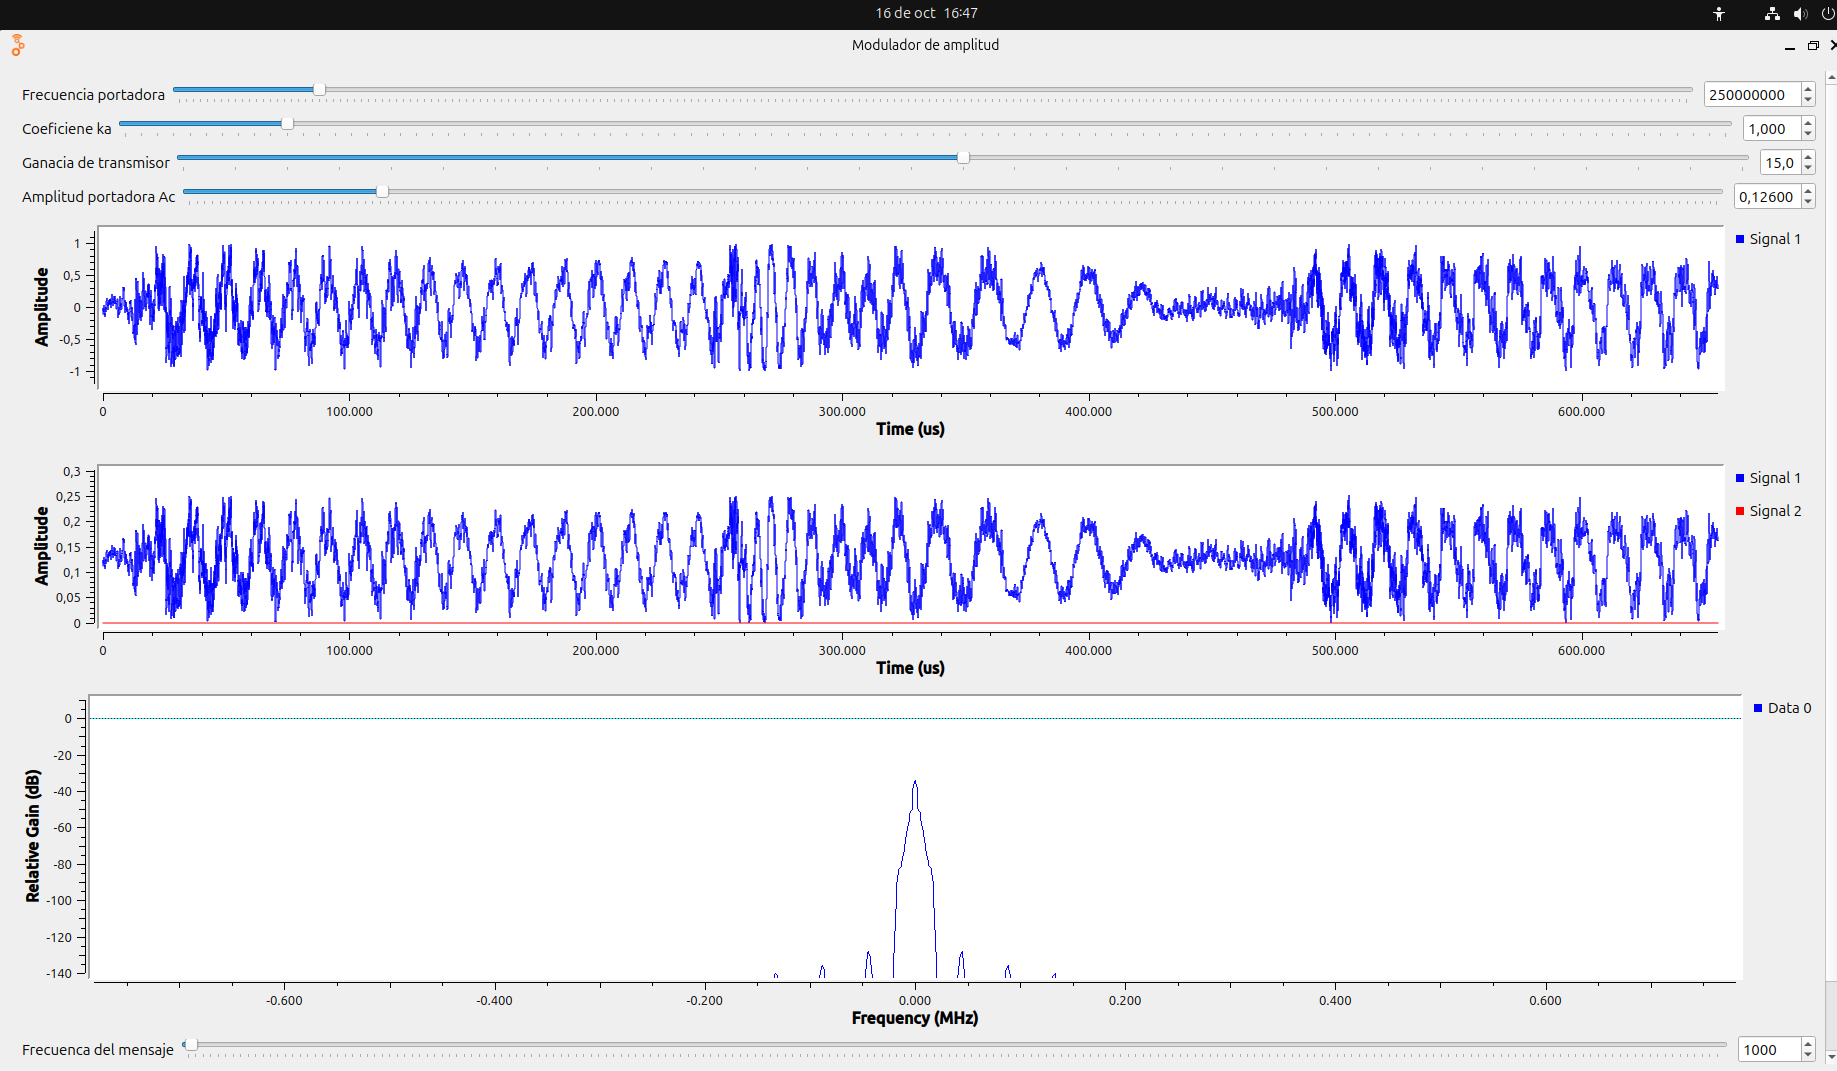 16 de oct 16:47
Modulador de amplitud
Frecuencia portadora 250000000
Coeficiene ka 1,000
Ganacia de transmisor 15,0
Amplitud portadora Ac 0,12600
Signal 1
Amplitude
1
0,5
0
-0,5
-1
0 100.000 200.000 300.000 400.000 500.000 600.000
Time (us)
Signal 1
Signal 2
Amplitude
0,3
0,25
0,2
0,15
0,1
0,05
0
0 100.000 200.000 300.000 400.000 500.000 600.000
Time (us)
Data 0
Relative Gain (dB)
0
-20
-40
-60
-80
-100
-120
-140
-0.600 -0.400 -0.200 0.000 0.200 0.400 0.600
Frequency (MHz)
Frecuenca del mensaje 1000